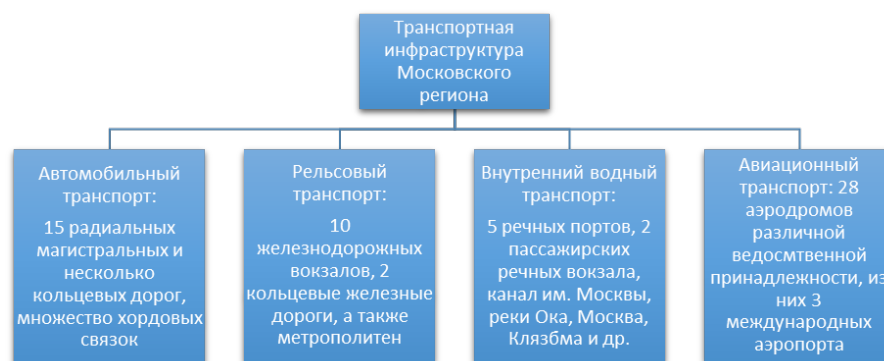 Транспортная
инфраструктура
Московского
региона
Автомобильный
транспорт:
15 радиальных
магистральных и
несколько
кольцевых дорог,
множество хордовых
связок
Рельсовый
транспорт:
10
железнодорожных
вокзалов, 2
кольцевые железные
дороги, а также
метрополитен
Внутренний водный
транспорт:
5 речных портов, 2
пассажирских
речных вокзала,
канал им. Москвы,
реки Ока, Москва,
Клязбма и др.
Авиационный
транспорт: 28
аэродромов
различной
ведосмтвенной
принадлежности, из
них 3
международных
аэропорта